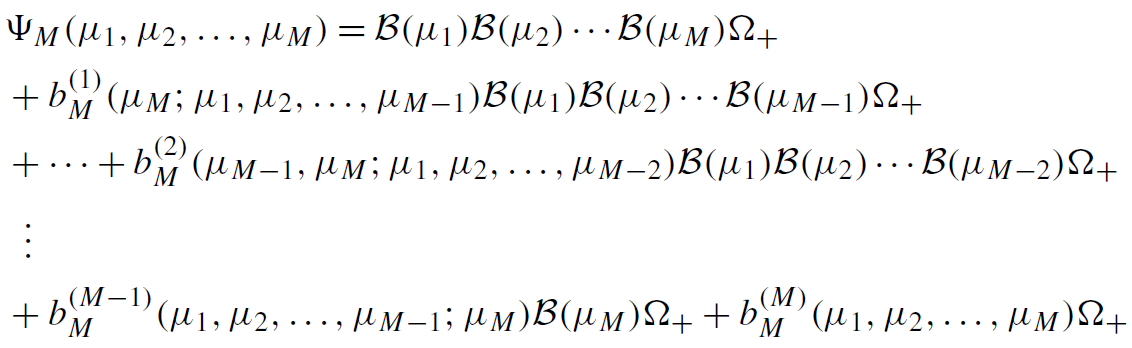 Ψ_M(μ_1, μ_2, …, μ_M) = ℬ(μ_1)ℬ(μ_2) ⋯ ℬ(μ_M)Ω_+
+ b_M^{(1)}(μ_M; μ_1, μ_2, …, μ_{M−1})ℬ(μ_1)ℬ(μ_2) ⋯ ℬ(μ_{M−1})Ω_+
+ ⋯ + b_M^{(2)}(μ_{M−1}, μ_M; μ_1, μ_2, …, μ_{M−2})ℬ(μ_1)ℬ(μ_2) ⋯ ℬ(μ_{M−2})Ω_+
⋮
+ b_M^{(M−1)}(μ_1, μ_2, …, μ_{M−1}; μ_M)ℬ(μ_M)Ω_+ + b_M^{(M)}(μ_1, μ_2, …, μ_M)Ω_+